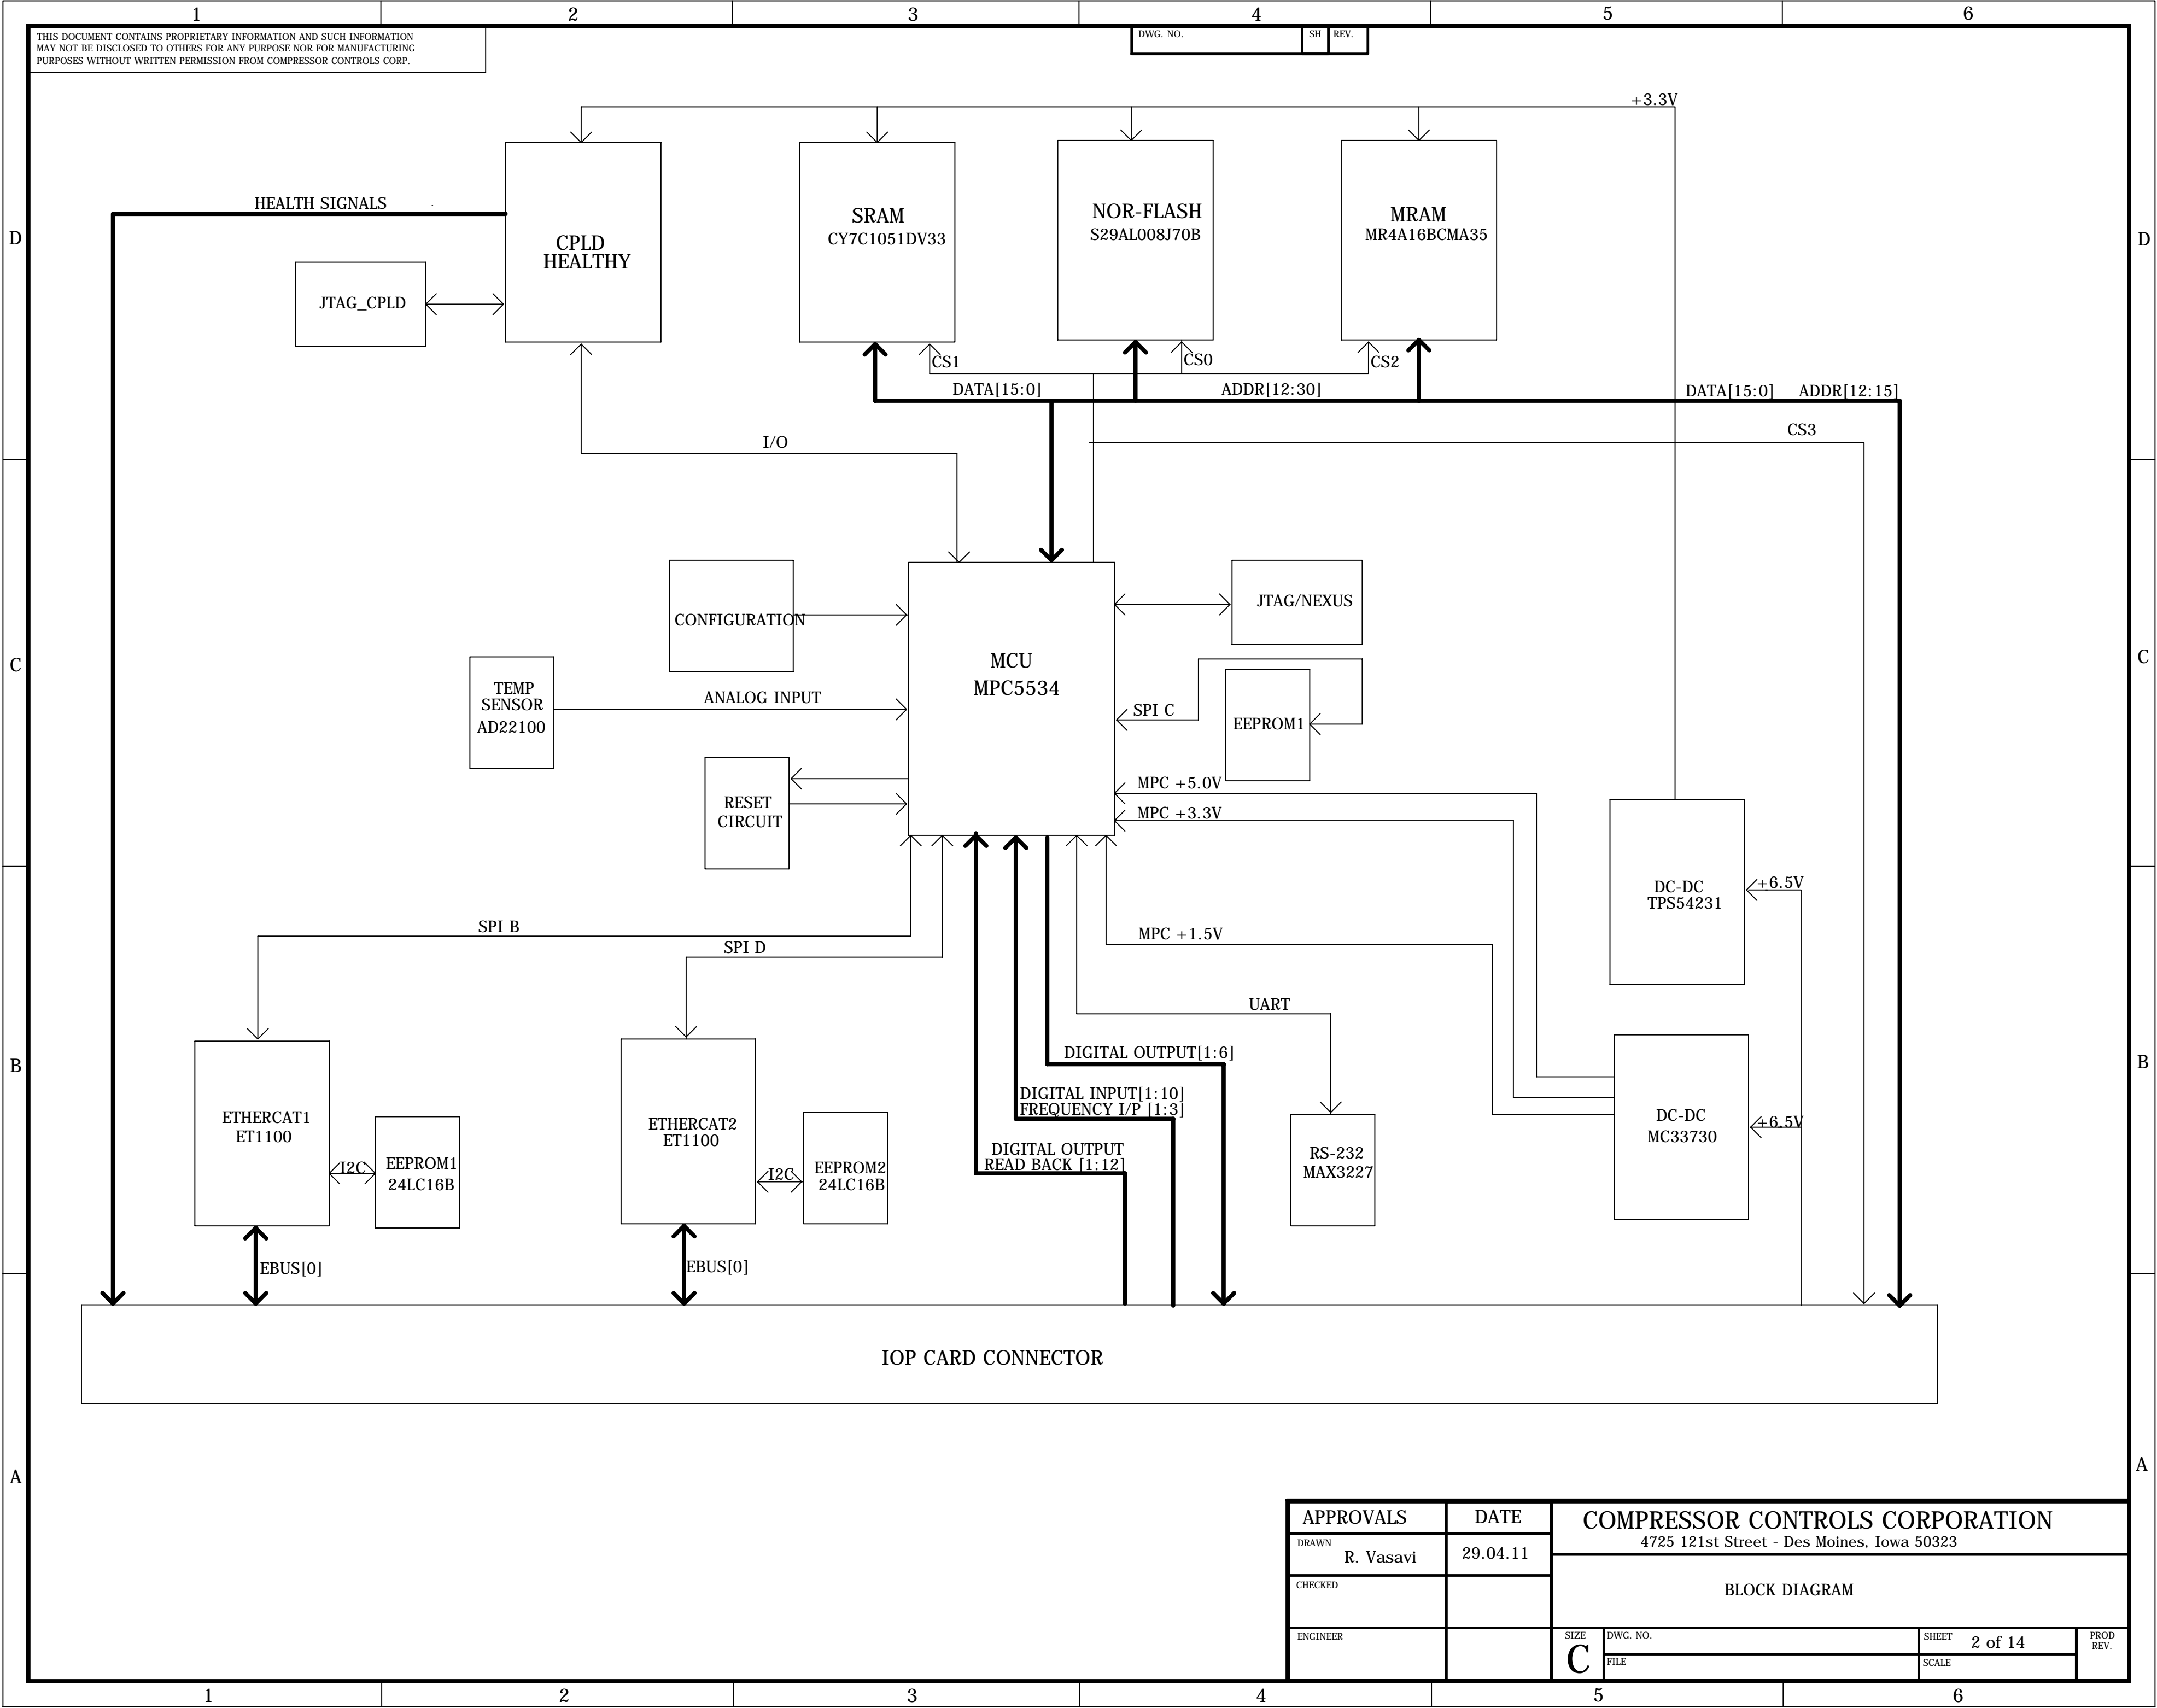 1 2 3 4 5 6
THIS DOCUMENT CONTAINS PROPRIETARY INFORMATION AND SUCH INFORMATION
MAY NOT BE DISCLOSED TO OTHERS FOR ANY PURPOSE NOR FOR MANUFACTURING
PURPOSES WITHOUT WRITTEN PERMISSION FROM COMPRESSOR CONTROLS CORP.
DWG. NO. SH REV.
+3.3V
HEALTH SIGNALS
D
CPLD
HEALTHY
SRAM
CY7C1051DV33
NOR-FLASH
S29AL008J70B
MRAM
MR4A16BCMA35
D
JTAG_CPLD
CS1
CS0
CS2
DATA[15:0]
ADDR[12:30]
DATA[15:0] ADDR[12:15]
I/O
CS3
C
CONFIGURATION
JTAG/NEXUS
MCU
MPC5534
C
TEMP
SENSOR
AD22100
ANALOG INPUT
SPI C
EEPROM1
RESET
CIRCUIT
MPC +5.0V
MPC +3.3V
DC-DC
TPS54231
+6.5V
SPI B
SPI D
MPC +1.5V
UART
B
DIGITAL OUTPUT[1:6]
DIGITAL INPUT[1:10]
FREQUENCY I/P [1:3]
DIGITAL OUTPUT
READ BACK [1:12]
B
ETHERCAT1
ET1100
I2C
EEPROM1
24LC16B
ETHERCAT2
ET1100
I2C
EEPROM2
24LC16B
RS-232
MAX3227
DC-DC
MC33730
+6.5V
EBUS[0]
EBUS[0]
IOP CARD CONNECTOR
A
A
APPROVALS DATE
DRAWN
R. Vasavi 29.04.11
CHECKED
ENGINEER
COMPRESSOR CONTROLS CORPORATION
4725 121st Street - Des Moines, Iowa 50323
BLOCK DIAGRAM
SIZE
C
DWG. NO.
FILE
SHEET 2 of 14
SCALE
PROD
REV.
1 2 3 4 5 6